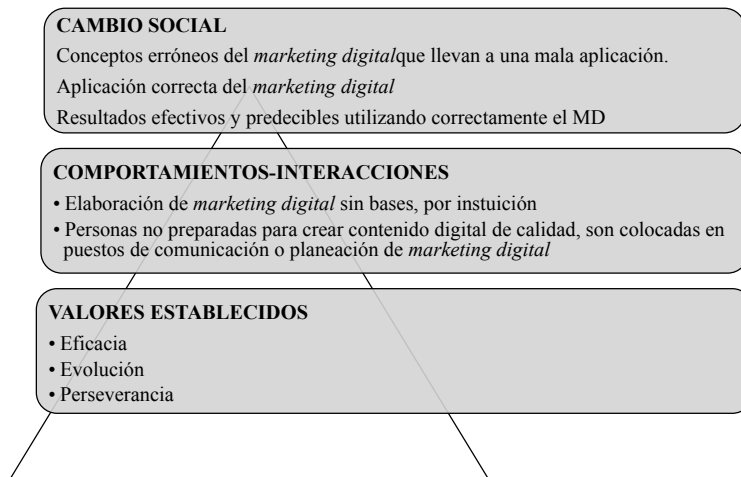 CAMBIO SOCIAL
Conceptos erróneos del marketing digitalque llevan a una mala aplicación.
Aplicación correcta del marketing digital
Resultados efectivos y predecibles utilizando correctamente el MD
COMPORTAMIENTOS-INTERACCIONES
• Elaboración de marketing digital sin bases, por instuición
• Personas no preparadas para crear contenido digital de calidad, son colocadas en
puestos de comunicación o planeación de marketing digital
VALORES ESTABLECIDOS
• Eficacia
• Evolución
• Perseverancia